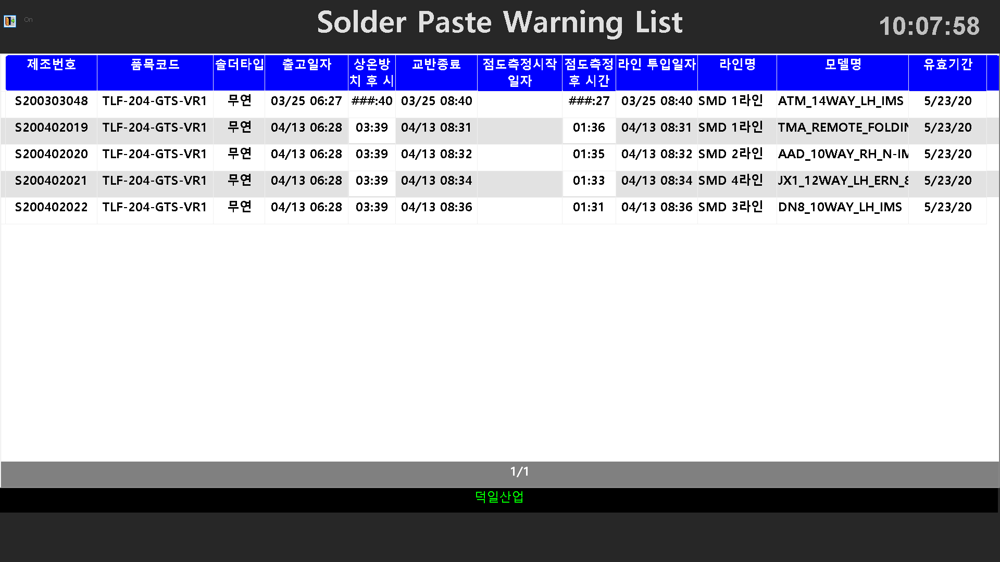 On
Solder Paste Warning List
10:07:58
제조번호 품목코드 솔더타입 출고일자 상온방치 후 시 교반종료 점도측정시작일자 점도측정후 시간 라인 투입일자 라인명 모델명 유효기간
S200303048 TLF-204-GTS-VR1 무연 03/25 06:27 ###:40 03/25 08:40 ###:27 03/25 08:40 SMD 1라인 ATM_14WAY_LH_IMS 5/23/20
S200402019 TLF-204-GTS-VR1 무연 04/13 06:28 03:39 04/13 08:31 01:36 04/13 08:31 SMD 1라인 TMA_REMOTE_FOLDIN 5/23/20
S200402020 TLF-204-GTS-VR1 무연 04/13 06:28 03:39 04/13 08:32 01:35 04/13 08:32 SMD 2라인 AAD_10WAY_RH_N-IM 5/23/20
S200402021 TLF-204-GTS-VR1 무연 04/13 06:28 03:39 04/13 08:34 01:33 04/13 08:34 SMD 4라인 JX1_12WAY_LH_ERN_8 5/23/20
S200402022 TLF-204-GTS-VR1 무연 04/13 06:28 03:39 04/13 08:36 01:31 04/13 08:36 SMD 3라인 DN8_10WAY_LH_IMS 5/23/20
1/1
덕일산업